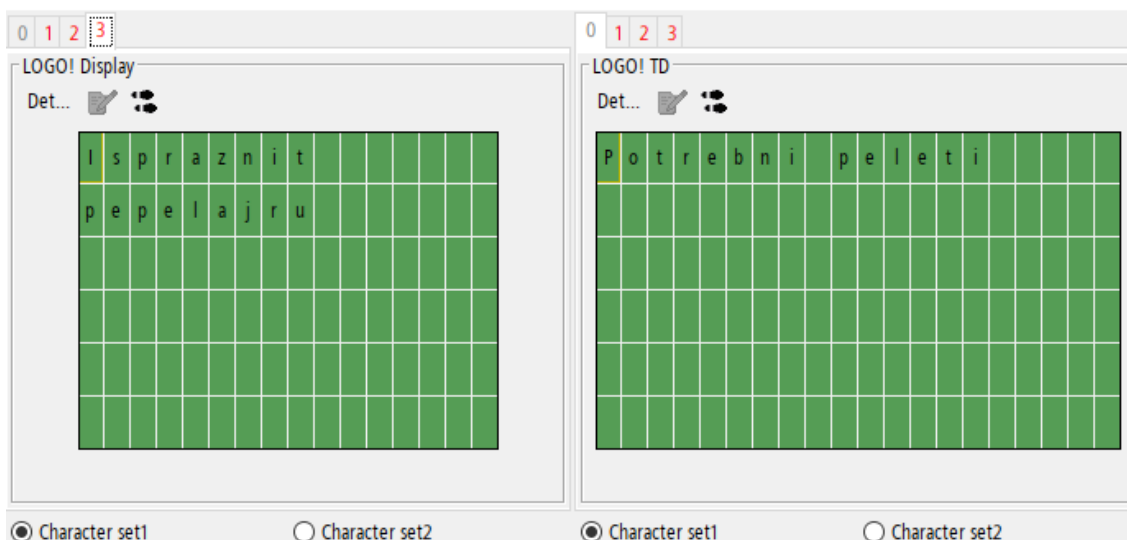 0 1 2 3
LOGO! Display
Det...
Ispraznit
pepelajru
Character set1 Character set2
0 1 2 3
LOGO! TD
Det...
Potrebni peleti
Character set1 Character set2